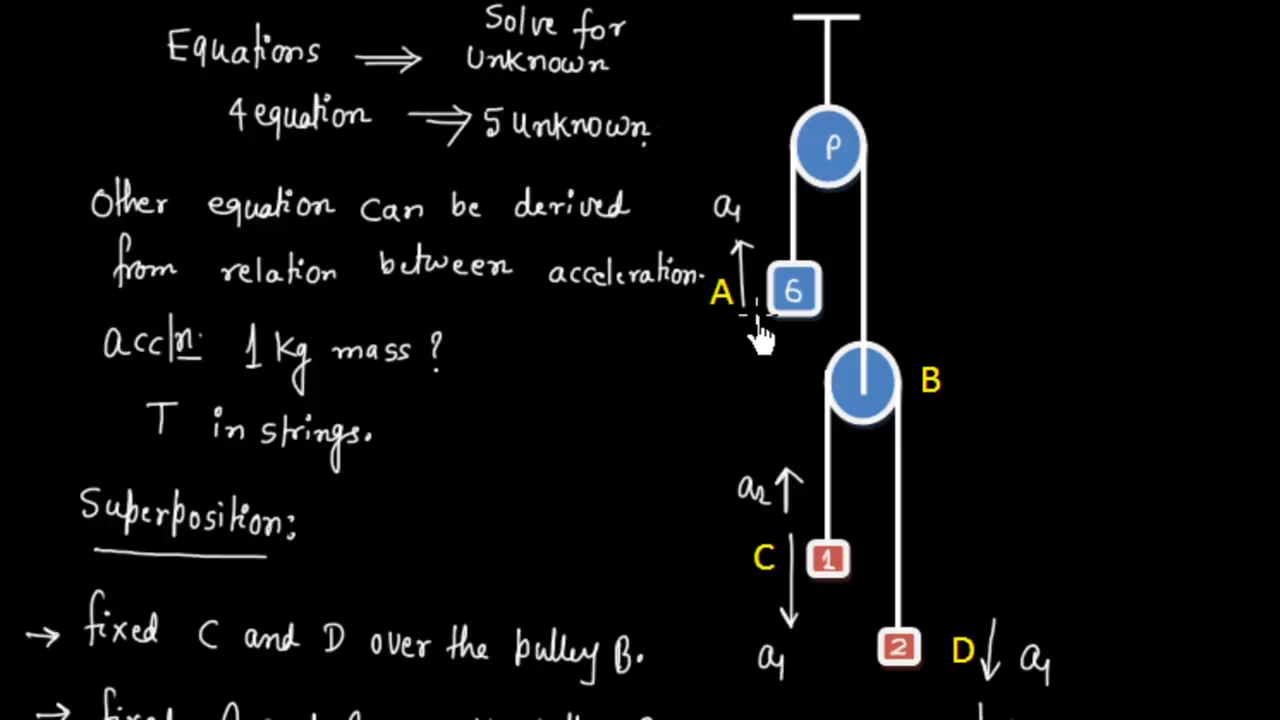 Equations ⟹ Solve for
Unknown
4 equation ⟹ 5 Unknown.
Other equation can be derived
from relation between acceleration.
acc|n. 1 Kg mass ?
T in strings.
Superposition:
→ fixed C and D over the pulley B.
P
a1
A
6
B
a2
C
1
a1
2
D
a1